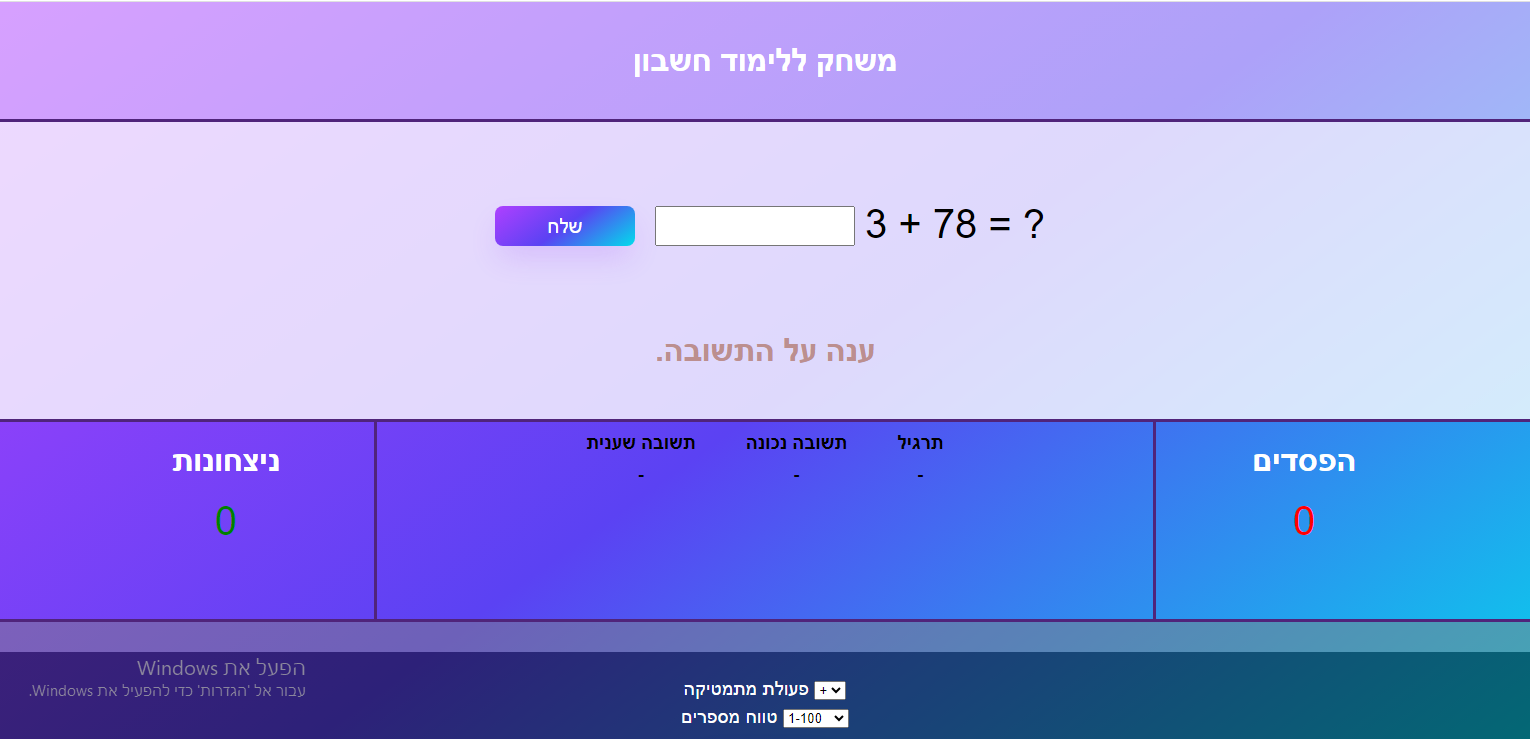 משחק ללימוד חשבון
3 + 78 = ?
שלח
ענה על התשובה.
הפסדים
0
תרגיל תשובה נכונה תשובה שענית
- - -
ניצחונות
0
הפעל את Windows
עבור אל 'הגדרות' כדי להפעיל את Windows.
פעולת מתמטיקה +
טווח מספרים 1-100